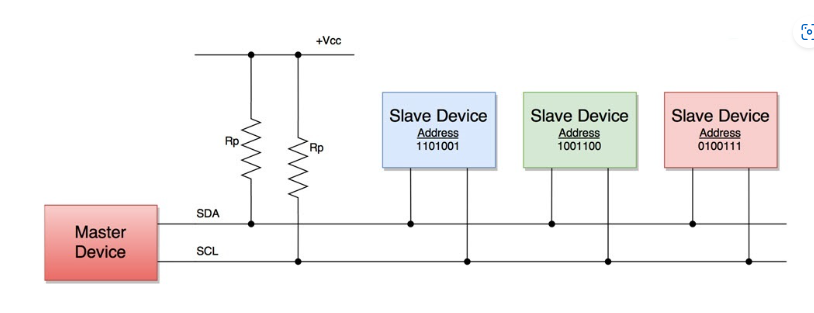 +Vcc
Rp
Rp
Slave Device
Address
1101001
Slave Device
Address
1001100
Slave Device
Address
0100111
Master
Device
SDA
SCL